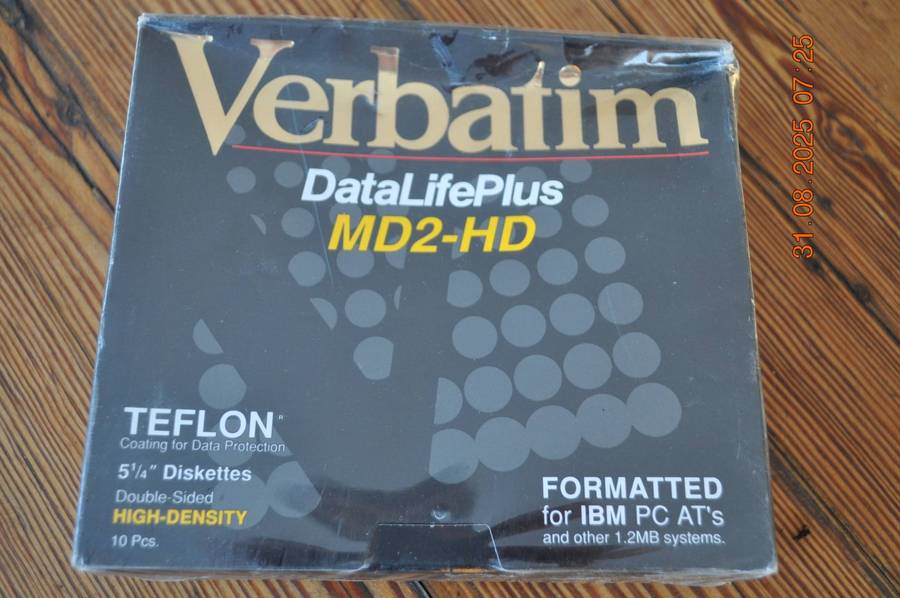 Verbatim
DataLifePlus
MD2-HD
TEFLON®
Coating for Data Protection
5¼" Diskettes
Double-Sided
HIGH-DENSITY
10 Pcs.
FORMATTED
for IBM PC AT's
and other 1.2MB systems.
31.08.2025 07:25